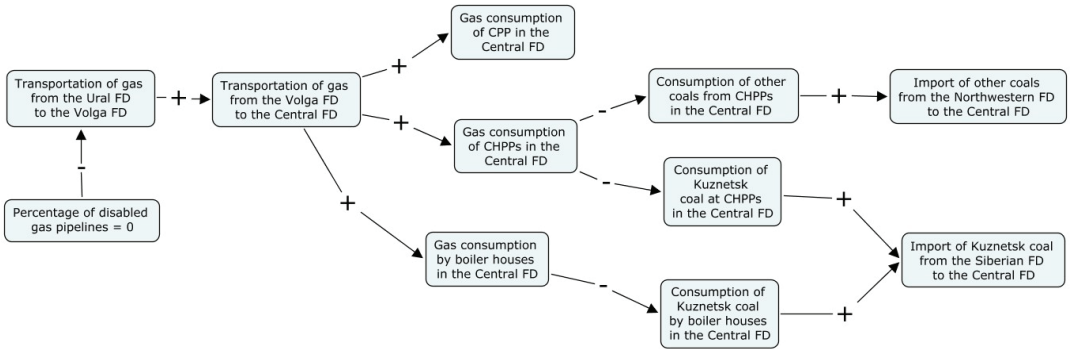 Gas consumption
of CPP in the
Central FD
Transportation of gas
from the Ural FD
to the Volga FD
+
Transportation of gas
from the Volga FD
to the Central FD
+
+
Gas consumption
of CHPPs in the
Central FD
-
Consumption of other
coals from CHPPs
in the Central FD
+
Import of other coals
from the Northwestern FD
to the Central FD
-
Percentage of disabled
gas pipelines = 0
-
Consumption of
Kuznetsk
coal at CHPPs
in the Central FD
+
+
Gas consumption
by boiler houses
in the Central FD
-
Consumption of
Kuznetsk coal
by boiler houses
in the Central FD
+
Import of Kuznetsk coal
from the Siberian FD
to the Central FD